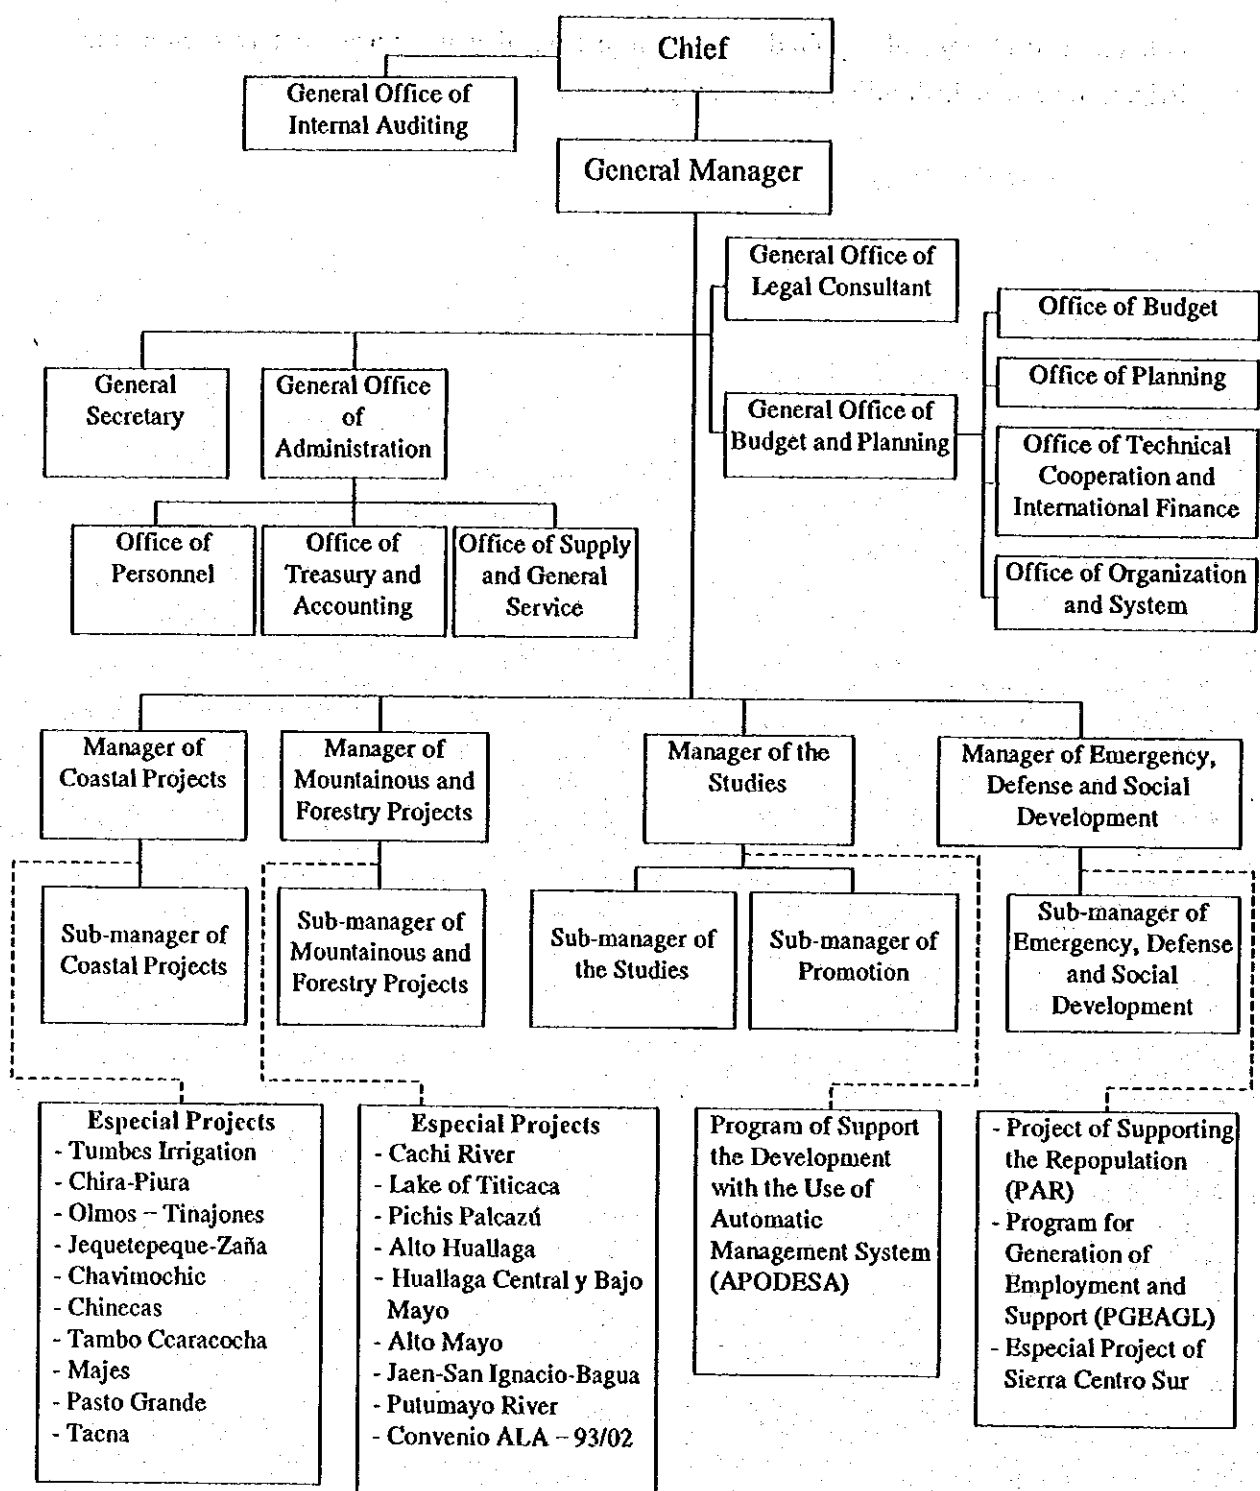 Chief
General Office of
Internal Auditing
General Manager
General Office of
Legal Consultant
Office of Budget
General
Secretary
General Office
of
Administration
General Office of
Budget and Planning
Office of Planning
Office of Technical
Cooperation and
International Finance
Office of Organization
and System
Office of
Personnel
Office of
Treasury and
Accounting
Office of Supply
and General
Service
Manager of
Coastal Projects
Manager of
Mountainous and
Forestry Projects
Manager of the
Studies
Manager of Emergency,
Defense and Social
Development
Sub-manager of
Coastal Projects
Sub-manager of
Mountainous and
Forestry Projects
Sub-manager of
the Studies
Sub-manager of
Promotion
Sub-manager of
Emergency, Defense
and Social
Development
Especial Projects
- Tumbes Irrigation
- Chira-Piura
- Olmos – Tinajones
- Jequetepeque-Zaña
- Chavimochic
- Chinecas
- Tambo Ccaracocha
- Majes
- Pasto Grande
- Tacna
Especial Projects
- Cachi River
- Lake of Titicaca
- Pichis Palcazú
- Alto Huallaga
- Huallaga Central y Bajo
Mayo
- Alto Mayo
- Jaen-San Ignacio-Bagua
- Putumayo River
- Convenio ALA – 93/02
Program of Support
the Development
with the Use of
Automatic
Management System
(APODESA)
- Project of Supporting
the Repopulation
(PAR)
- Program for
Generation of
Employment and
Support (PGEAGL)
- Especial Project of
Sierra Centro Sur